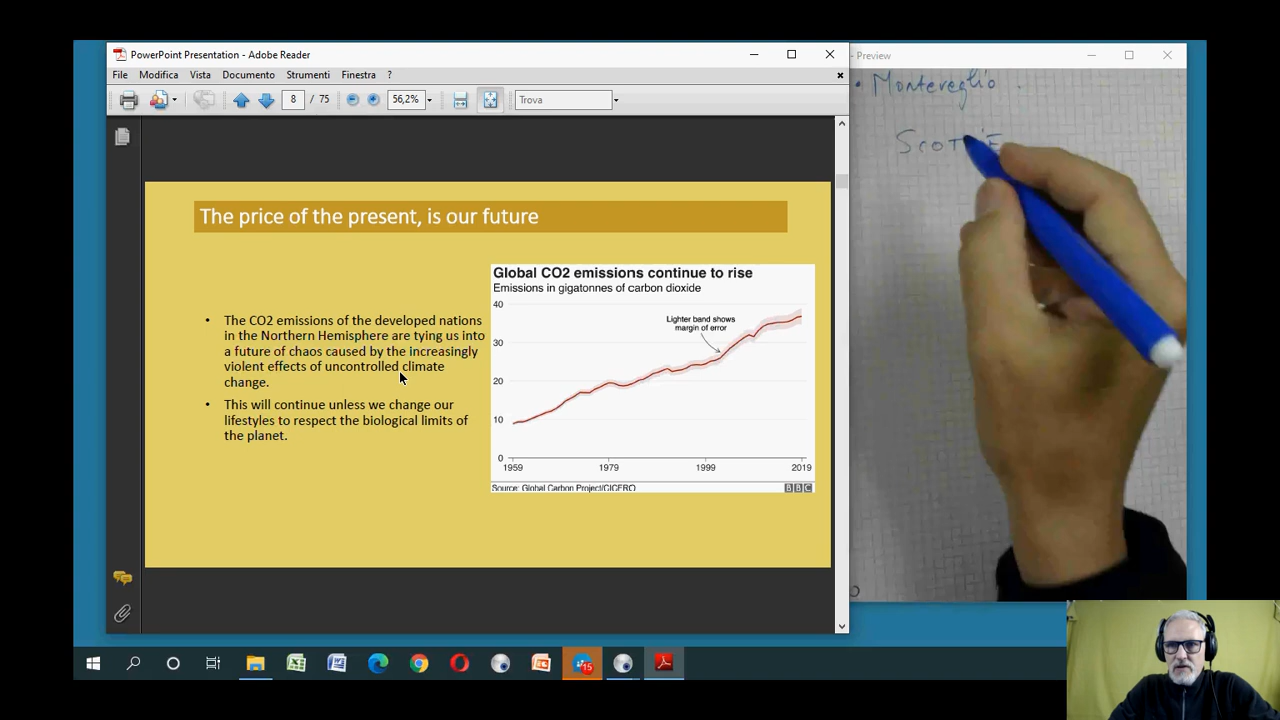 PowerPoint Presentation - Adobe Reader
File Modifica Vista Documento Strumenti Finestra ?
8 / 75 56,2% Trova
The price of the present, is our future
• The CO2 emissions of the developed nations
in the Northern Hemisphere are tying us into
a future of chaos caused by the increasingly
violent effects of uncontrolled climate
change.
• This will continue unless we change our
lifestyles to respect the biological limits of
the planet.
Global CO2 emissions continue to rise
Emissions in gigatonnes of carbon dioxide
40
Lighter band shows
margin of error
30
20
10
0
1959 1979 1999 2019
Source: Global Carbon Project/CICERO
BBC
- Preview
• Montereglio
15